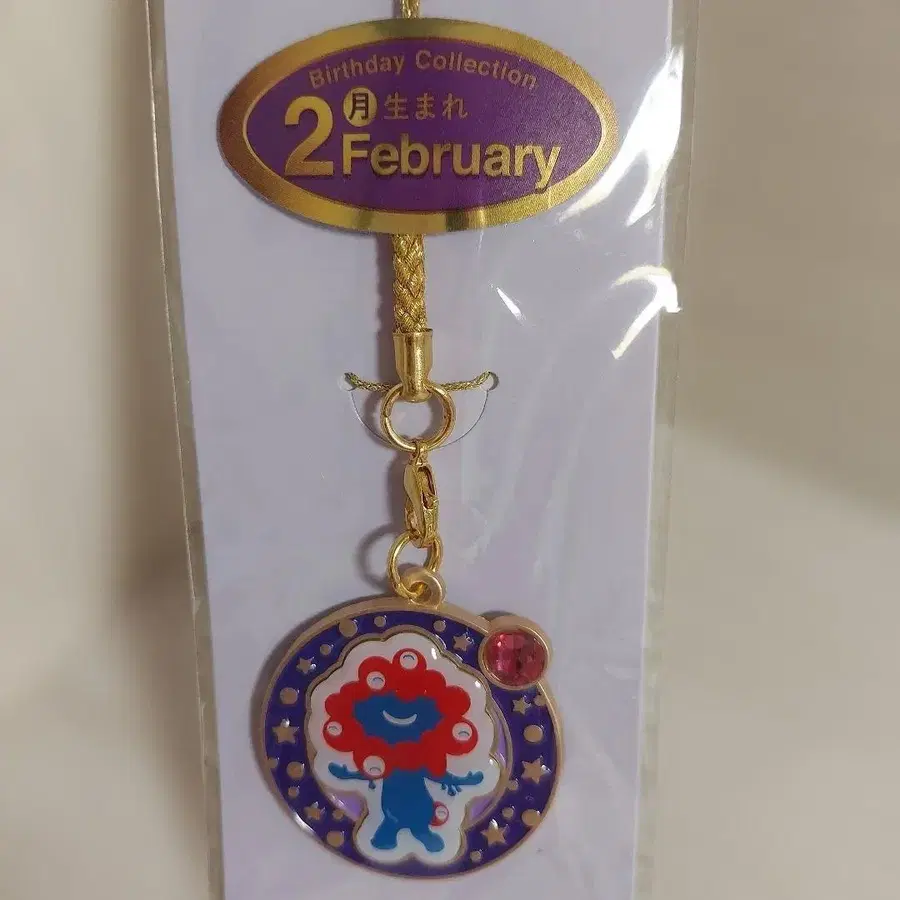 Birthday Collection
2月生まれ
February